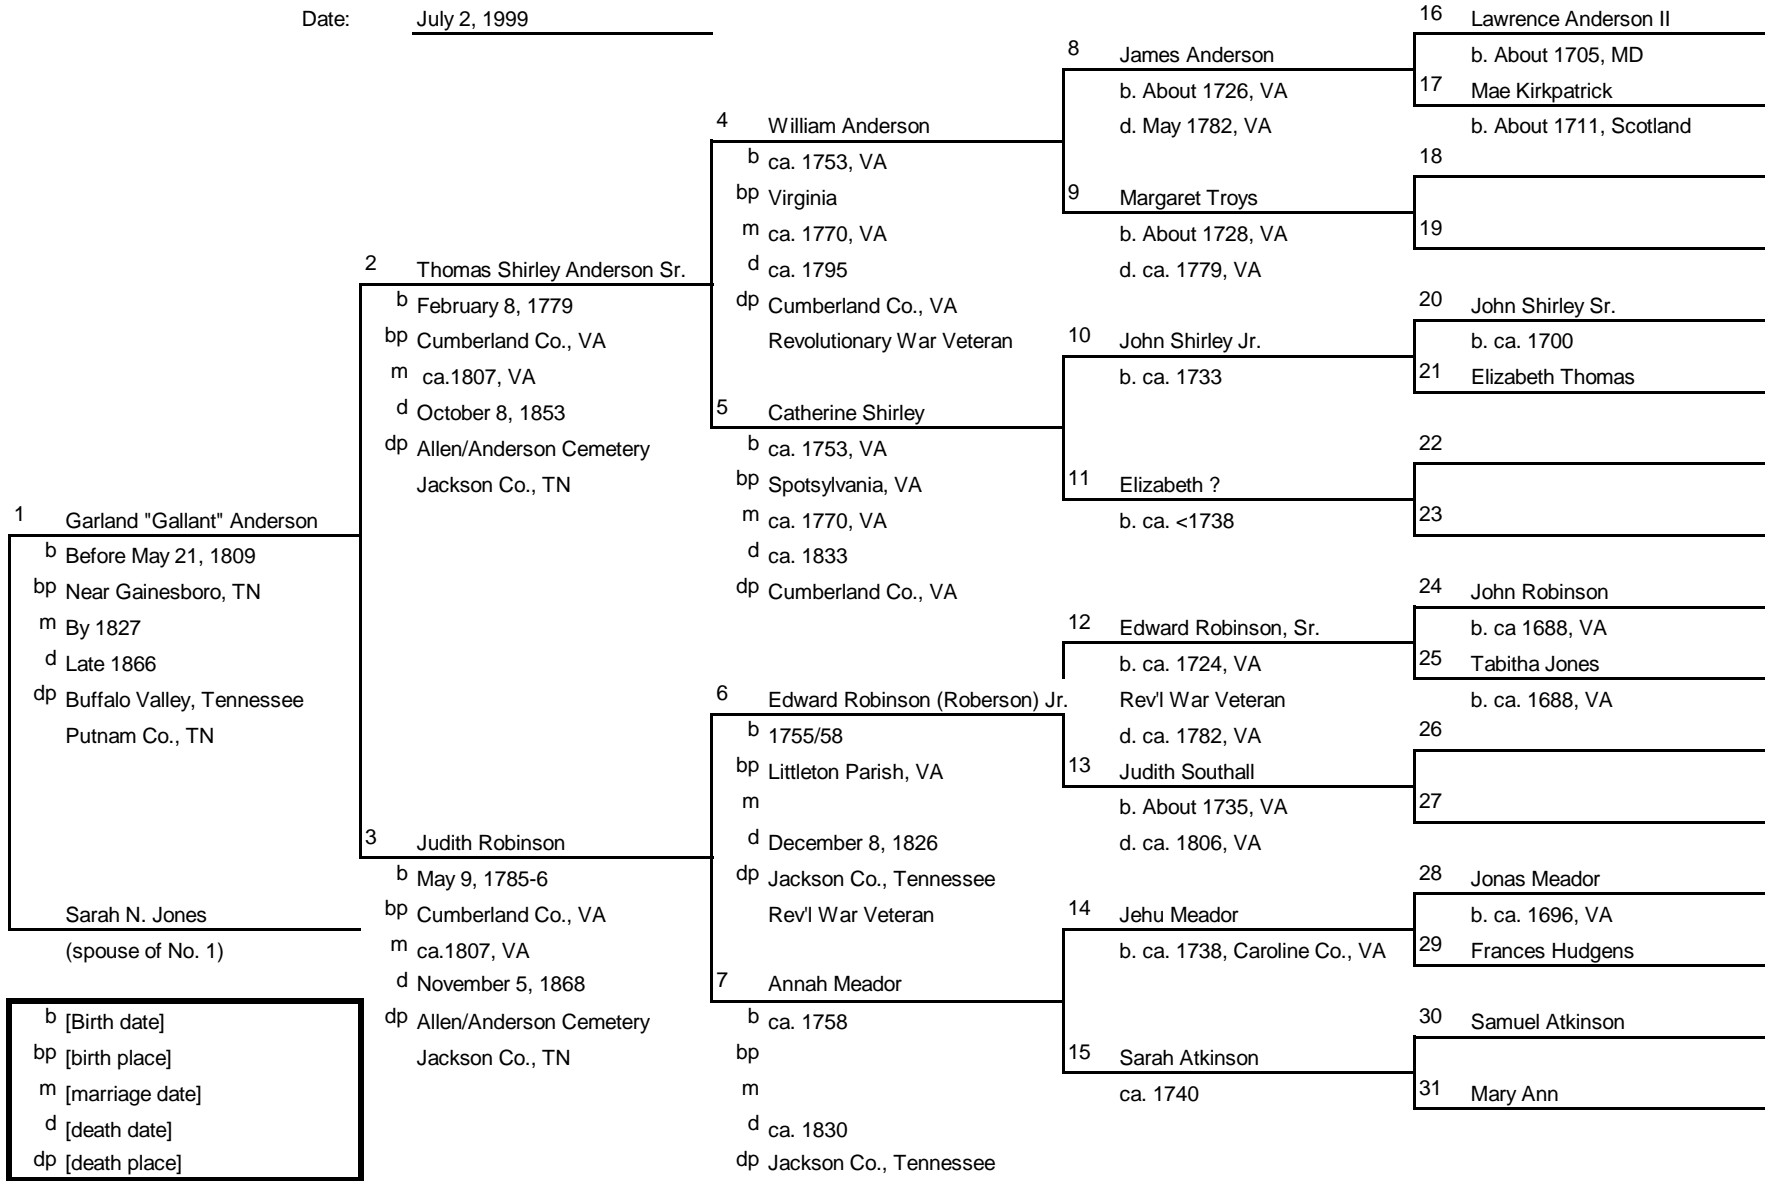 Date: July 2, 1999
1 Garland "Gallant" Anderson
b Before May 21, 1809
bp Near Gainesboro, TN
m By 1827
d Late 1866
dp Buffalo Valley, Tennessee
Putnam Co., TN
Sarah N. Jones
(spouse of No. 1)
b [Birth date]
bp [birth place]
m [marriage date]
d [death date]
dp [death place]
2 Thomas Shirley Anderson Sr.
b February 8, 1779
bp Cumberland Co., VA
m ca.1807, VA
d October 8, 1853
dp Allen/Anderson Cemetery
Jackson Co., TN
3 Judith Robinson
b May 9, 1785-6
bp Cumberland Co., VA
m ca.1807, VA
d November 5, 1868
dp Allen/Anderson Cemetery
Jackson Co., TN
4 William Anderson
b ca. 1753, VA
bp Virginia
m ca. 1770, VA
d ca. 1795
dp Cumberland Co., VA
Revolutionary War Veteran
5 Catherine Shirley
b ca. 1753, VA
bp Spotsylvania, VA
m ca. 1770, VA
d ca. 1833
dp Cumberland Co., VA
6 Edward Robinson (Roberson) Jr.
b 1755/58
bp Littleton Parish, VA
m
d December 8, 1826
dp Jackson Co., Tennessee
Rev'l War Veteran
7 Annah Meador
b ca. 1758
bp
m
d ca. 1830
dp Jackson Co., Tennessee
8 James Anderson
b. About 1726, VA
d. May 1782, VA
9 Margaret Troys
b. About 1728, VA
d. ca. 1779, VA
10 John Shirley Jr.
b. ca. 1733
11 Elizabeth ?
b. ca. <1738
12 Edward Robinson, Sr.
b. ca. 1724, VA
Rev'l War Veteran
d. ca. 1782, VA
13 Judith Southall
b. About 1735, VA
d. ca. 1806, VA
14 Jehu Meador
b. ca. 1738, Caroline Co., VA
15 Sarah Atkinson
ca. 1740
16 Lawrence Anderson II
b. About 1705, MD
17 Mae Kirkpatrick
b. About 1711, Scotland
18
19
20 John Shirley Sr.
b. ca. 1700
21 Elizabeth Thomas
22
23
24 John Robinson
b. ca 1688, VA
25 Tabitha Jones
b. ca. 1688, VA
26
27
28 Jonas Meador
b. ca. 1696, VA
29 Frances Hudgens
30 Samuel Atkinson
31 Mary Ann